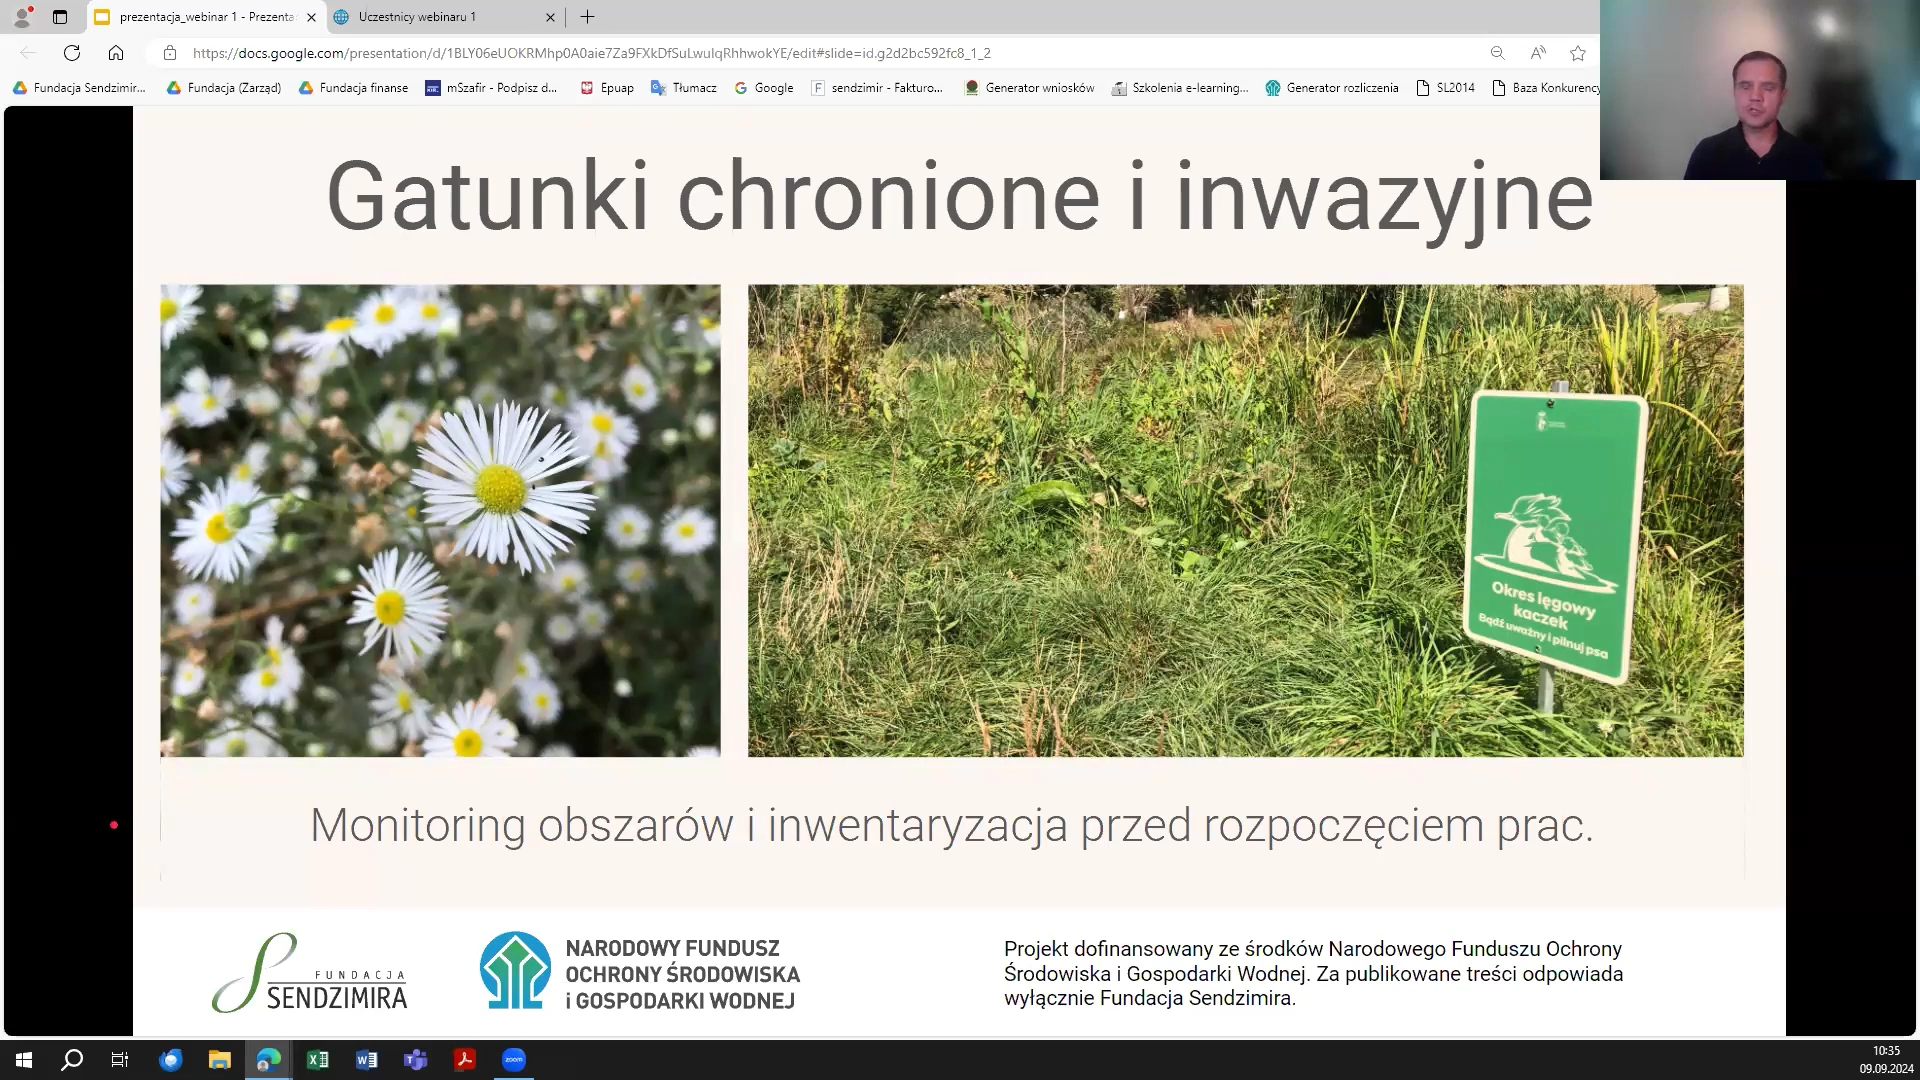 prezentacja_webinar 1 - Prezenta
Uczestnicy webinaru 1
https://docs.google.com/presentation/d/1BLY06eUOKRMhp0A0aie7Za9FXkDfSuLwulqRhhwokYE/edit#slide=id.g2d2bc592fc8_1_2
Fundacja Sendzimir...
Fundacja (Zarząd)
Fundacja finanse
mSzafir - Podpisz d...
Epuap
Tłumacz
Google
sendzimir - Fakturo...
Generator wniosków
Szkolenia e-learning...
Generator rozliczenia
SL2014
Baza Konkurency
Gatunki chronione i inwazyjne
Okres lęgowy
kaczek
Bądź uważny i pilnuj psa
Monitoring obszarów i inwentaryzacja przed rozpoczęciem prac.
FUNDACJA
SENDZIMIRA
NARODOWY FUNDUSZ
OCHRONY ŚRODOWISKA
i GOSPODARKI WODNEJ
Projekt dofinansowany ze środków Narodowego Funduszu Ochrony
Środowiska i Gospodarki Wodnej. Za publikowane treści odpowiada
wyłącznie Fundacja Sendzimira.
zoom
10:35
09.09.2024